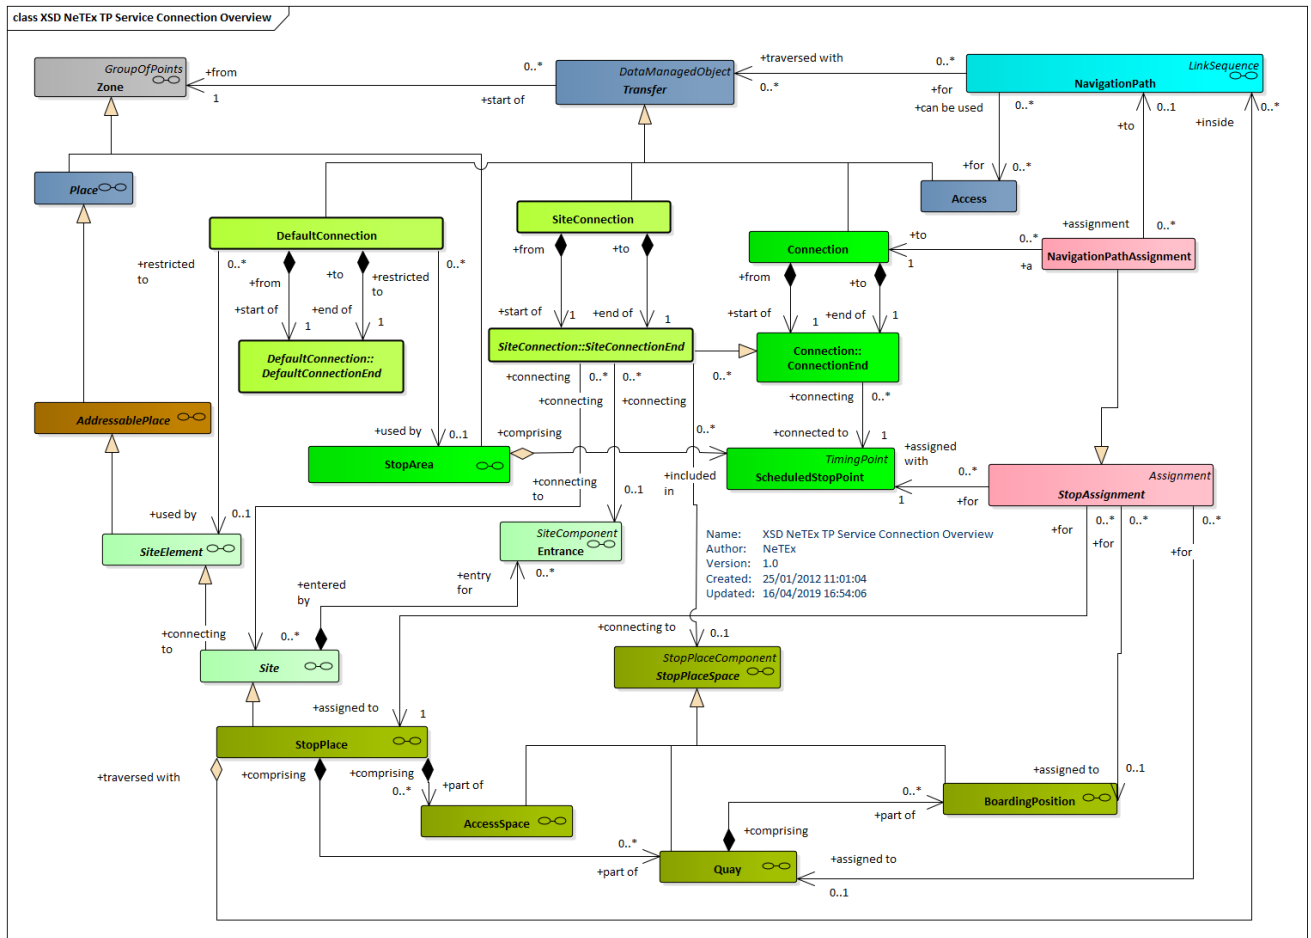 class XSD NeTEx TP Service Connection Overview
GroupOfPoints
Zone
+from
1
0..*
+start of
DataManagedObject
Transfer
+traversed with
0..*
0..*
LinkSequence
NavigationPath
+for
+can be used
0..*
0..1
+to
+inside
0..*
Place
+for
0..*
Access
DefaultConnection
SiteConnection
Connection
+assignment
0..*
+to
1
0..*
+a
NavigationPathAssignment
+restricted
to
0..*
+from
+to
+restricted
to
0..*
+from
+to
+from
+to
+start of
1
+end of
1
+start of
1
+end of
1
+start of
1
+end of
1
DefaultConnection::
DefaultConnectionEnd
SiteConnection::SiteConnectionEnd
Connection::
ConnectionEnd
+connecting
0..*
0..*
0..*
+connecting
+connecting
+connecting
0..*
AddressablePlace
+used by
0..1
+comprising
0..*
+connected to
1
StopArea
TimingPoint
ScheduledStopPoint
+assigned
with
0..*
1
+for
Assignment
StopAssignment
+connecting
to
+included
in
0..1
+used by
0..1
SiteElement
SiteComponent
Entrance
+for
0..*
+for
0..*
+for
0..*
Name: XSD NeTEx TP Service Connection Overview
Author: NeTEx
Version: 1.0
Created: 25/01/2012 11:01:04
Updated: 16/04/2019 16:54:06
+entered
by
+entry
for
0..*
+connecting
to
0..*
+connecting to
0..1
Site
StopPlaceComponent
StopPlaceSpace
+assigned to
1
StopPlace
+traversed with
+comprising
+comprising
0..*
+part of
+assigned to
0..1
AccessSpace
0..*
+part of
BoardingPosition
+comprising
0..*
+part of
Quay
+assigned to
0..1